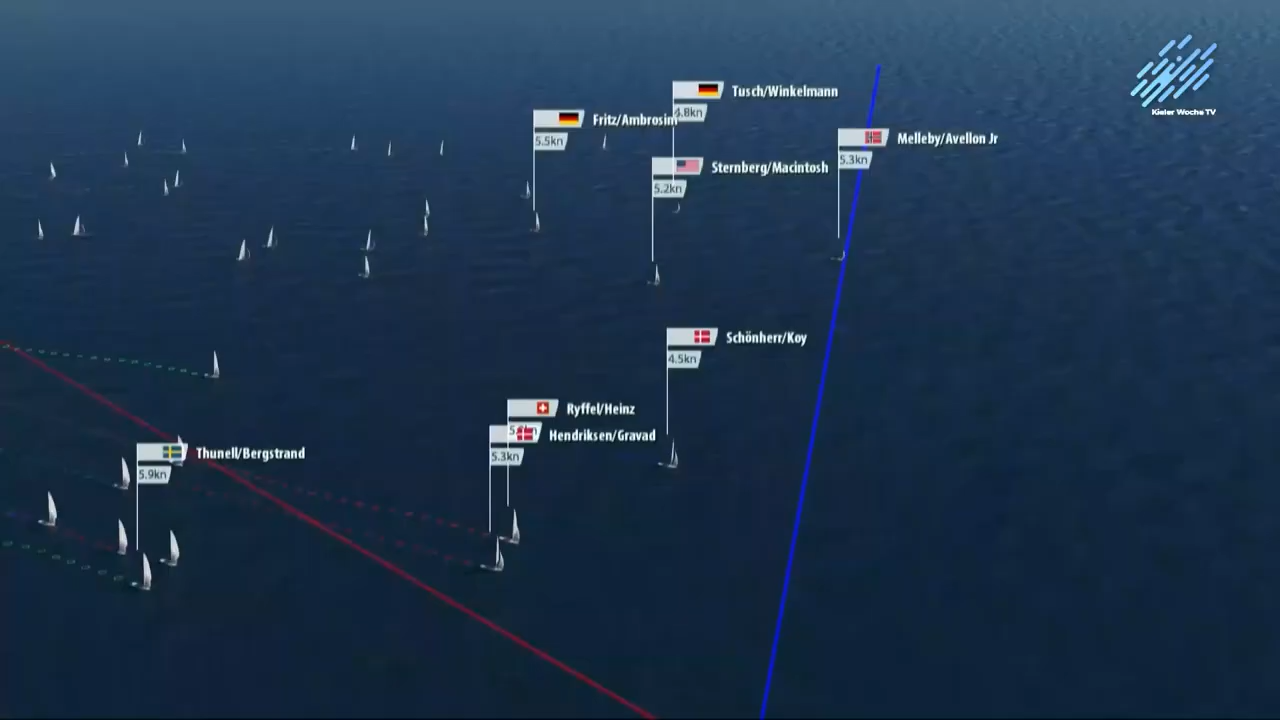 Kieler Woche TV
Tusch/Winkelmann
4.8kn
Fritz/Ambrosini
5.5kn
Melleby/Avellon Jr
5.3kn
Sternberg/Macintosh
5.2kn
Schönherr/Koy
4.5kn
Ryffel/Heinz
Hendriksen/Gravad
5.3kn
Thunell/Bergstrand
5.9kn